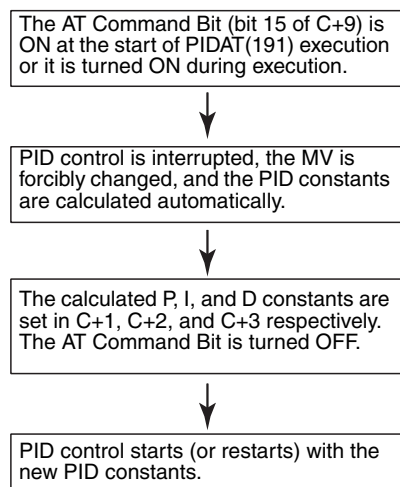 The AT Command Bit (bit 15 of C+9) is
ON at the start of PIDAT(191) execution
or it is turned ON during execution.
PID control is interrupted, the MV is
forcibly changed, and the PID constants
are calculated automatically.
The calculated P, I, and D constants are
set in C+1, C+2, and C+3 respectively.
The AT Command Bit is turned OFF.
PID control starts (or restarts) with the
new PID constants.